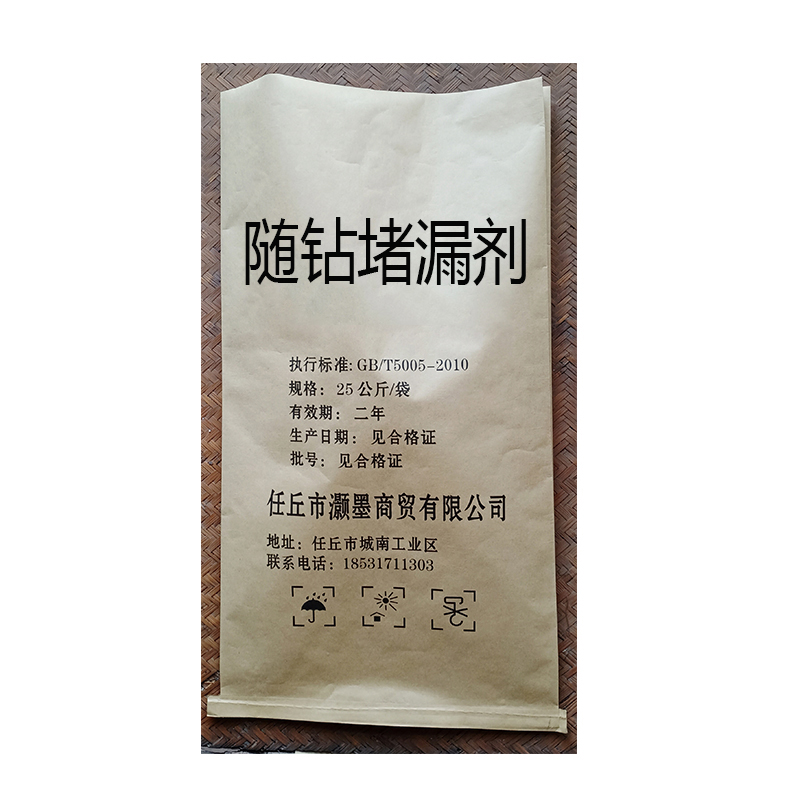 随钻堵漏剂
执行标准: GB/T5005-2010
规格: 25公斤/袋
有效期: 二年
生产日期: 见合格证
批号: 见合格证
任丘市灏墨商贸有限公司
地址: 任丘市城南工业区
联系电话: 18531711303